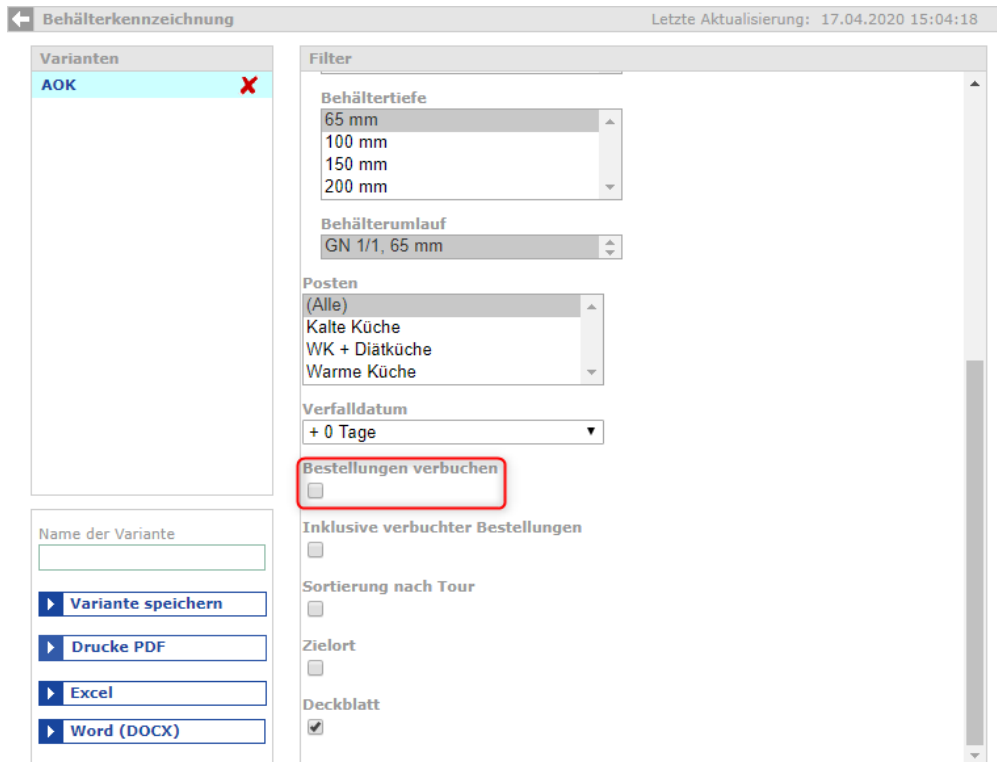 Behälterkennzeichnung
Letzte Aktualisierung: 17.04.2020 15:04:18
Varianten
AOK
Name der Variante
Variante speichern
Drucke PDF
Excel
Word (DOCX)
Filter
Behältertiefe
65 mm
100 mm
150 mm
200 mm
Behälterumlauf
GN 1/1, 65 mm
Posten
(Alle)
Kalte Küche
WK + Diätküche
Warme Küche
Verfalldatum
+ 0 Tage
Bestellungen verbuchen
Inklusive verbuchter Bestellungen
Sortierung nach Tour
Zielort
Deckblatt